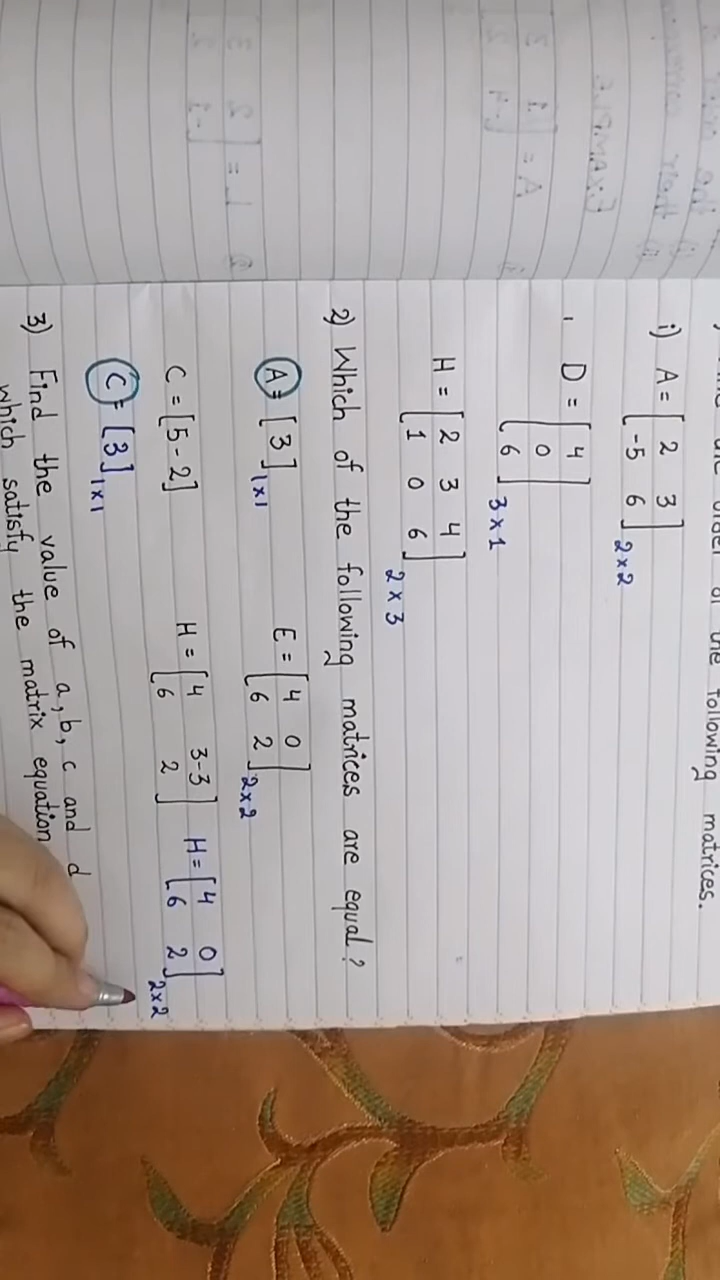 the order of the following matrices.
i) A = [2 3
-5 6] 2×2
D = [4
0
6] 3×1
H = [2 3 4
1 0 6] 2×3
2) Which of the following matrices are equal?
A = [3] 1×1 E = [4 0
6 2] 2×2
C = [5-2] H = [4 3-3
6 2] H = [4 0
6 2] 2×2
C = [3] 1×1
3) Find the value of a, b, c and d
which satisfy the matrix equation